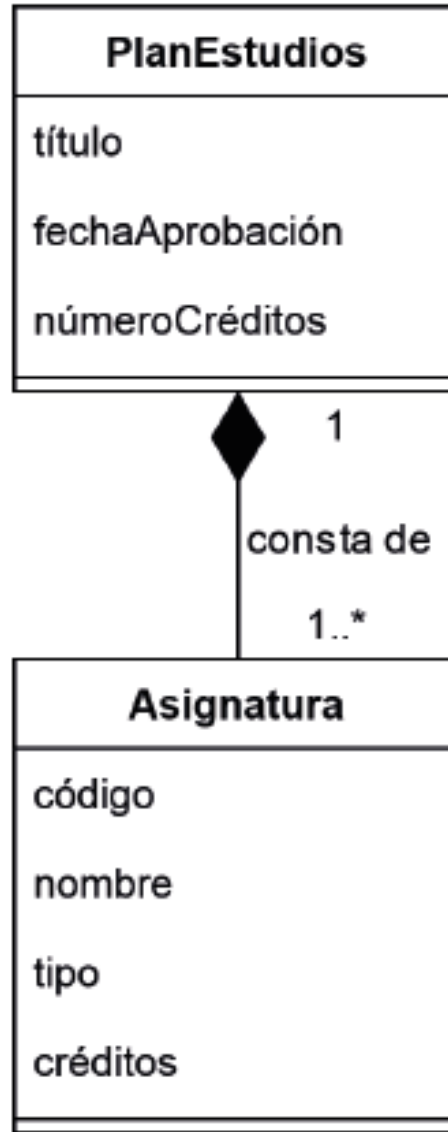 PlanEstudios
título
fechaAprobación
númeroCréditos
1
consta de
1..*
Asignatura
código
nombre
tipo
créditos